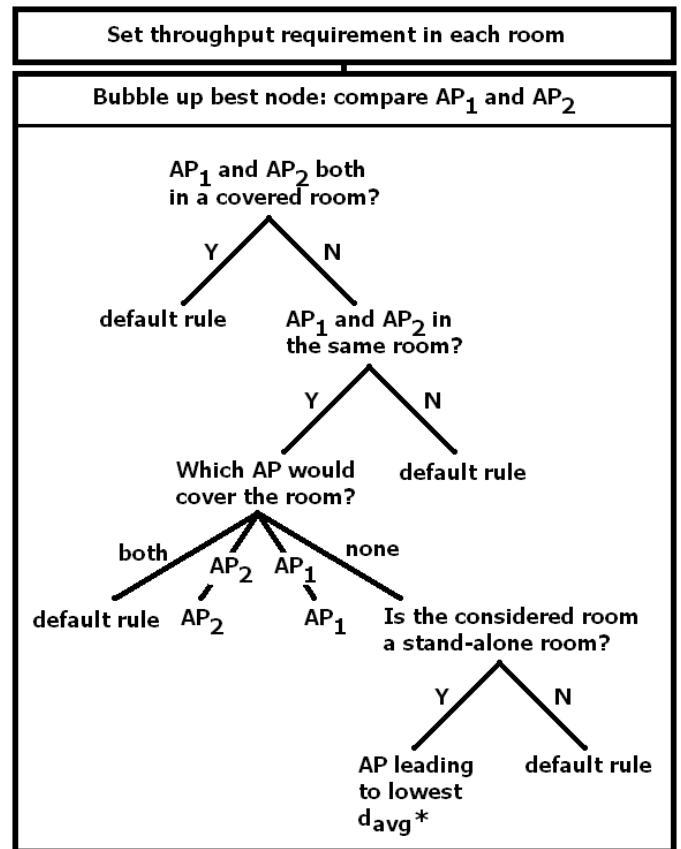 Set throughput requirement in each room
Bubble up best node: compare AP1 and AP2
AP1 and AP2 both
in a covered room?
Y
N
default rule
AP1 and AP2 in
the same room?
Y
N
Which AP would
cover the room?
default rule
both
AP2
AP1
none
default rule
AP2
AP1
Is the considered room
a stand-alone room?
Y
N
AP leading
to lowest
davg*
default rule